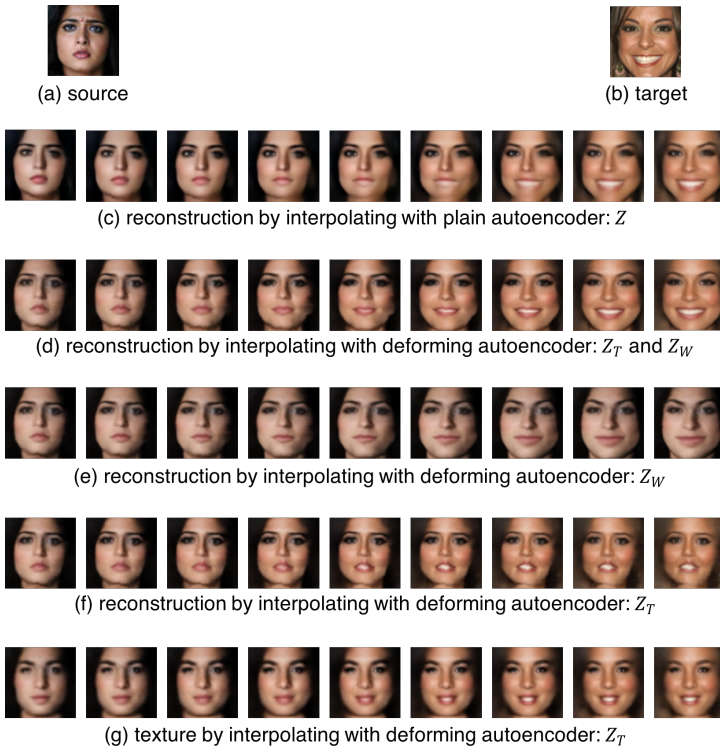 (a) source
(b) target
(c) reconstruction by interpolating with plain autoencoder: Z
(d) reconstruction by interpolating with deforming autoencoder: Z_T and Z_W
(e) reconstruction by interpolating with deforming autoencoder: Z_W
(f) reconstruction by interpolating with deforming autoencoder: Z_T
(g) texture by interpolating with deforming autoencoder: Z_T